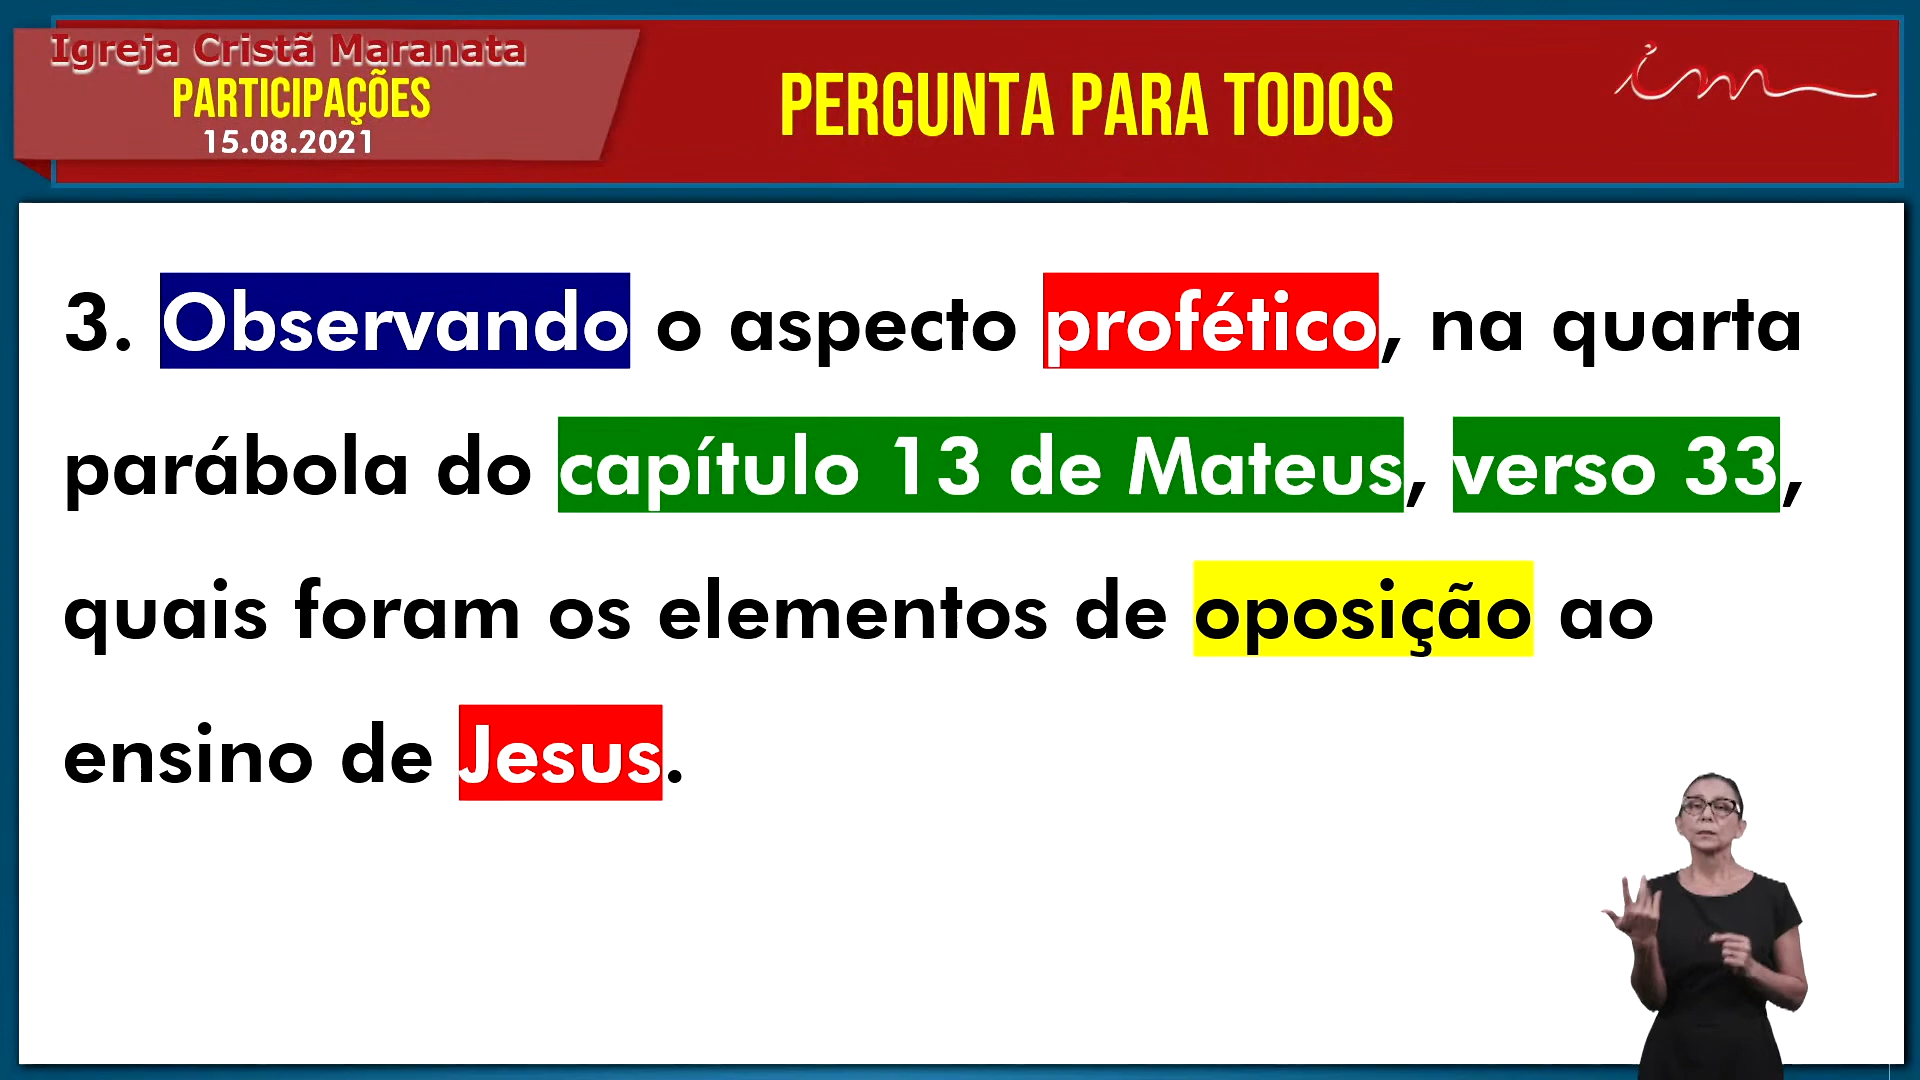 Igreja Cristã Maranata
PARTICIPAÇÕES
15.08.2021
PERGUNTA PARA TODOS
im
3. Observando o aspecto profético, na quarta
parábola do capítulo 13 de Mateus, verso 33,
quais foram os elementos de oposição ao
ensino de Jesus.